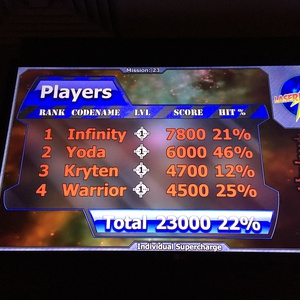 Mission: 23
Players
RANK CODENAME LVL SCORE HIT %
1 Infinity 1 7800 21%
2 Yoda 1 6000 46%
3 Kryten 1 4700 12%
4 Warrior 1 4500 25%
Total 23000 22%
Individual Supercharge